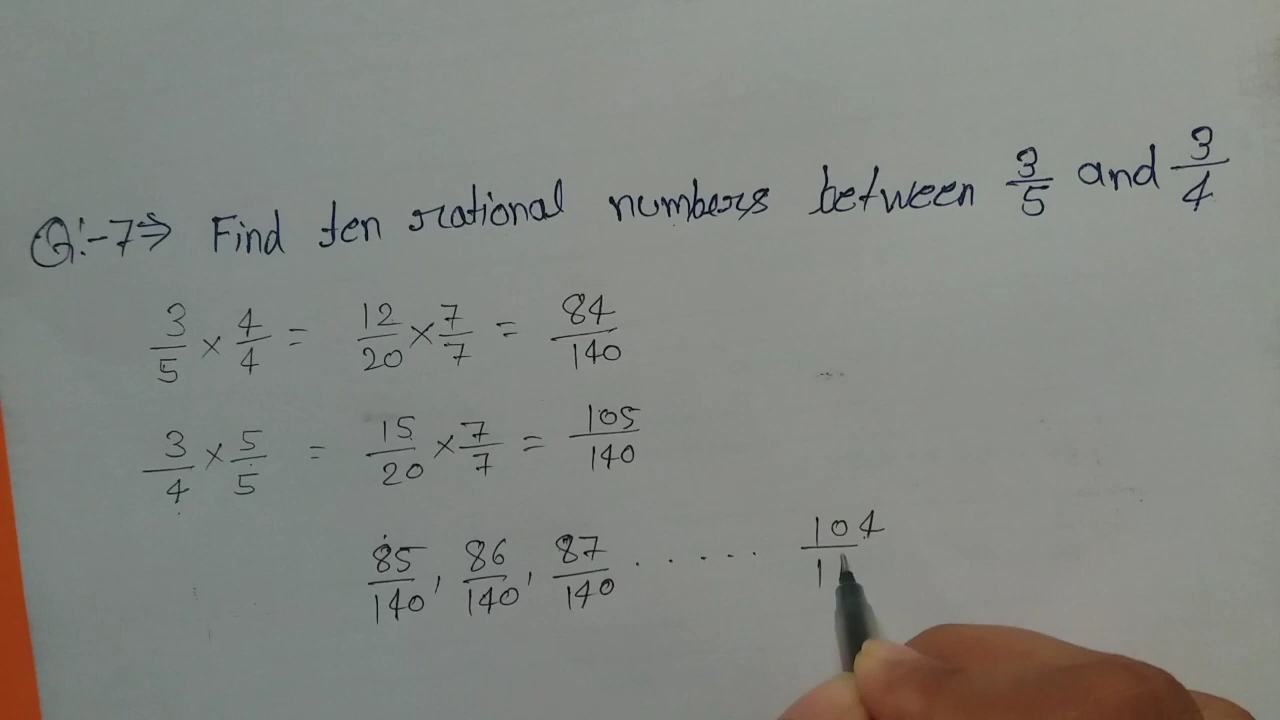 Q:-7⇒ Find ten rational numbers between 3/5 and 3/4
3/5 × 4/4 = 12/20 × 7/7 = 84/140
3/4 × 5/5 = 15/20 × 7/7 = 105/140
85/140, 86/140, 87/140 ..... 104/1